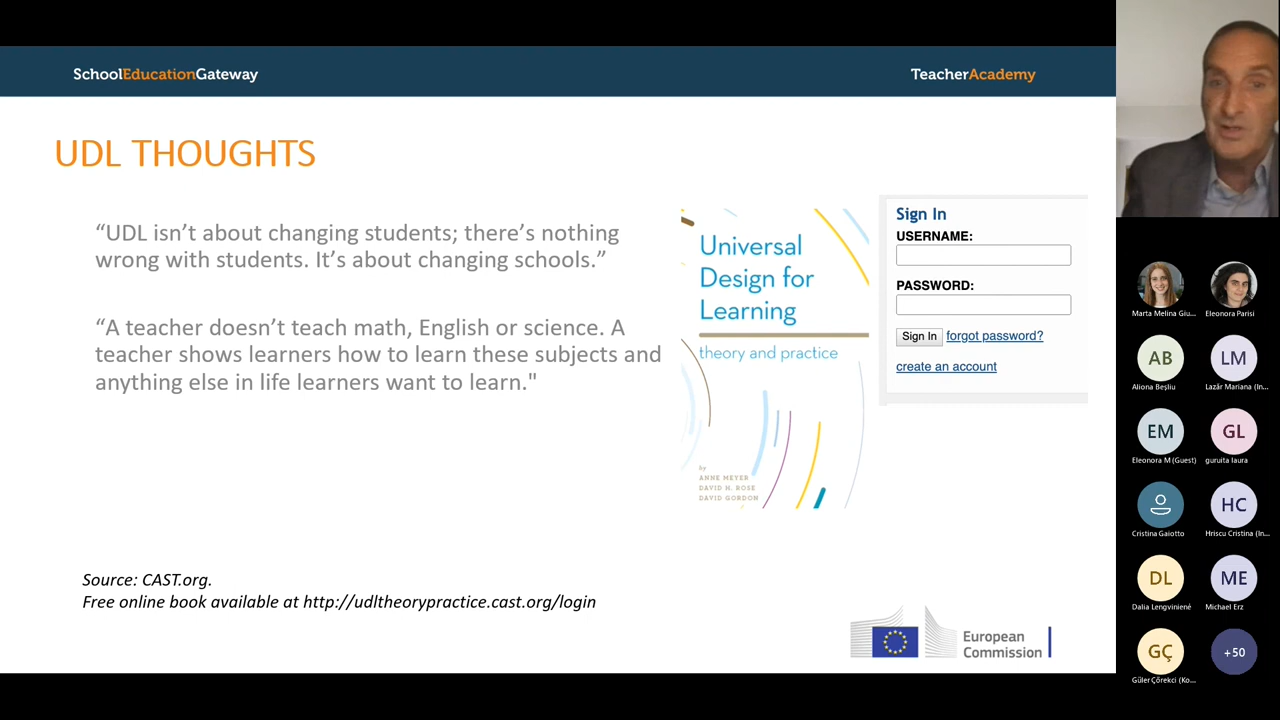 SchoolEducationGateway
TeacherAcademy
UDL THOUGHTS
“UDL isn’t about changing students; there’s nothing
wrong with students. It’s about changing schools.”
“A teacher doesn’t teach math, English or science. A
teacher shows learners how to learn these subjects and
anything else in life learners want to learn."
Universal
Design for
Learning
theory and practice
by
ANNE MEYER
DAVID H. ROSE
DAVID GORDON
Sign In
USERNAME:
PASSWORD:
Sign In forgot password?
create an account
Source: CAST.org.
Free online book available at http://udltheorypractice.cast.org/login
European
Commission
Marta Melina Giu...
Eleonora Parisi
AB
Aliona Beşliu
LM
Lazăr Mariana (In...
EM
Eleonora M (Guest)
GL
guruita laura
Cristina Gaiotto
HC
Hriscu Cristina (In...
DL
Dalia Lengvinienė
ME
Michael Erz
GÇ
Güler Çörekci (Ko...
+50